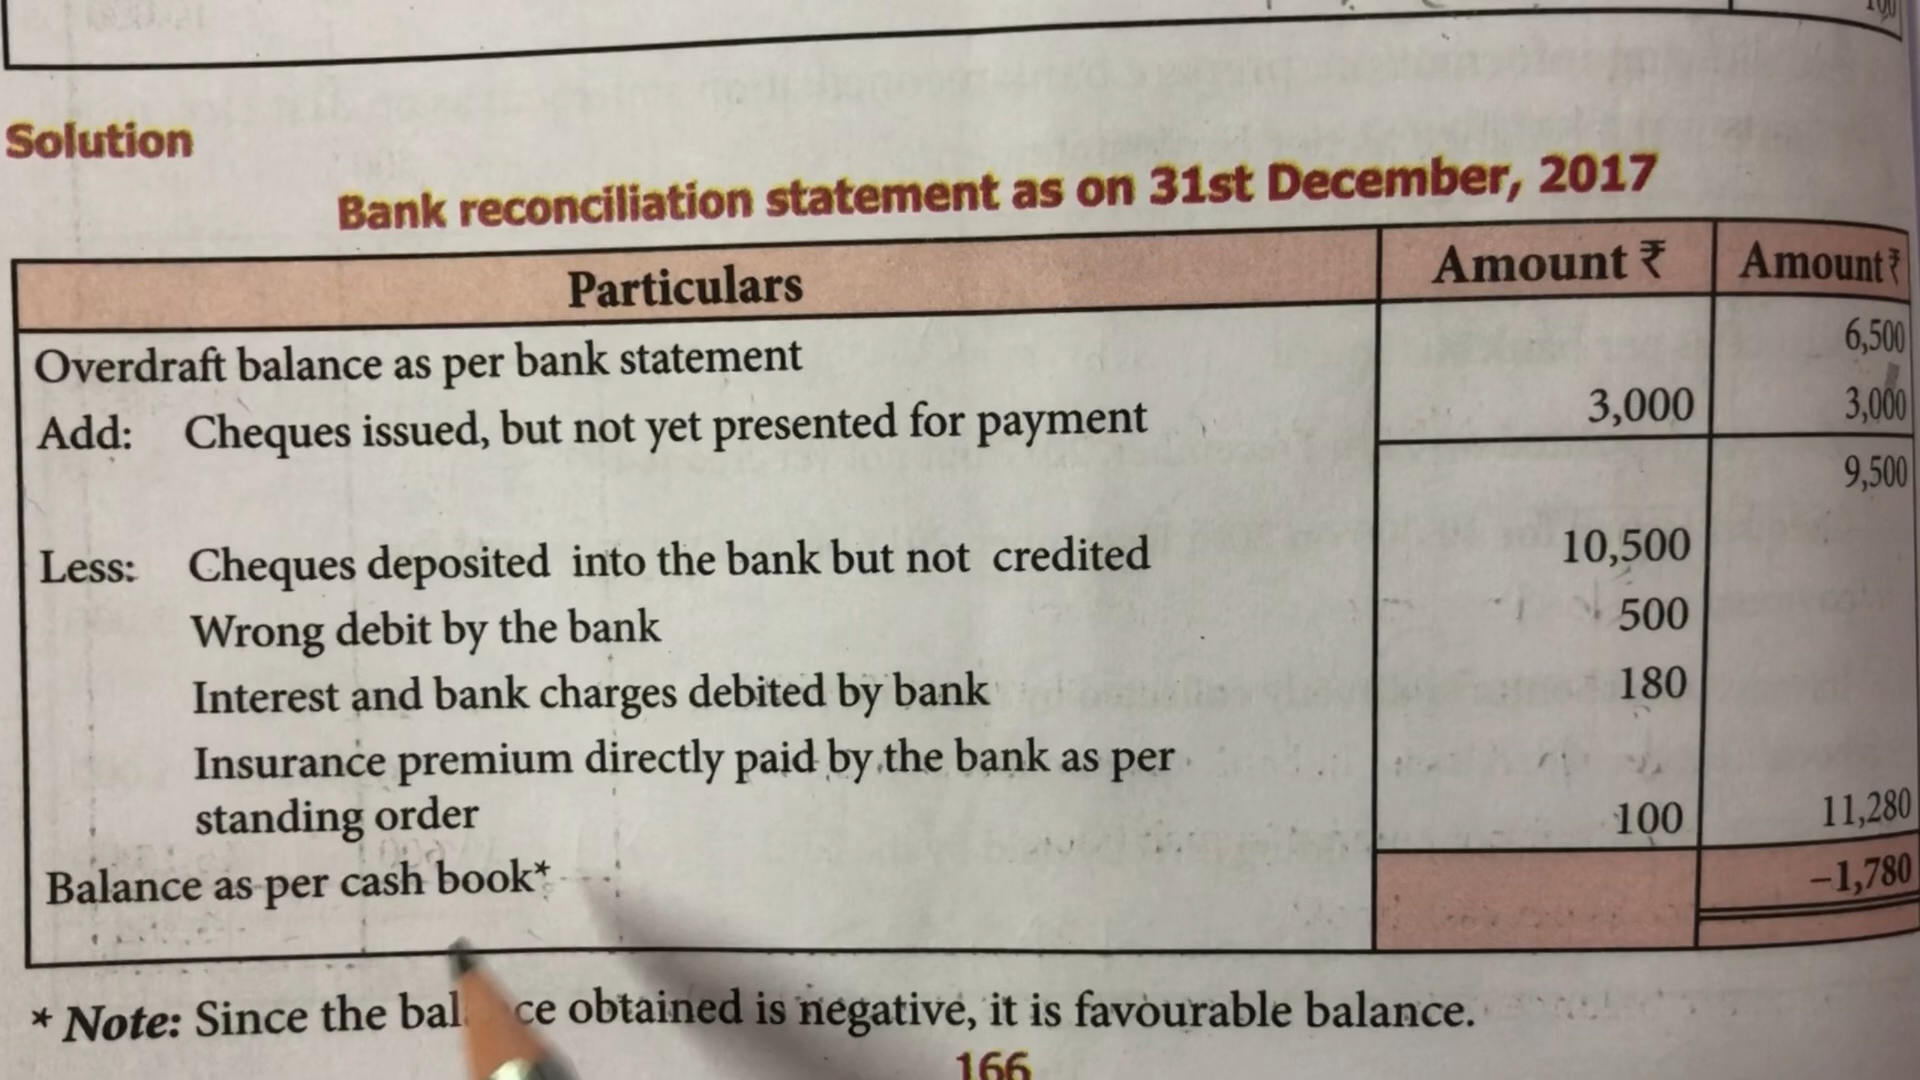 Solution
Bank reconciliation statement as on 31st December, 2017
Particulars Amount ₹ Amount ₹
Overdraft balance as per bank statement 6,500
Add: Cheques issued, but not yet presented for payment 3,000 3,000
9,500
Less: Cheques deposited into the bank but not credited 10,500
Wrong debit by the bank 500
Interest and bank charges debited by bank 180
Insurance premium directly paid by the bank as per
standing order 100 11,280
Balance as per cash book* –1,780
* Note: Since the bal ce obtained is negative, it is favourable balance.
166